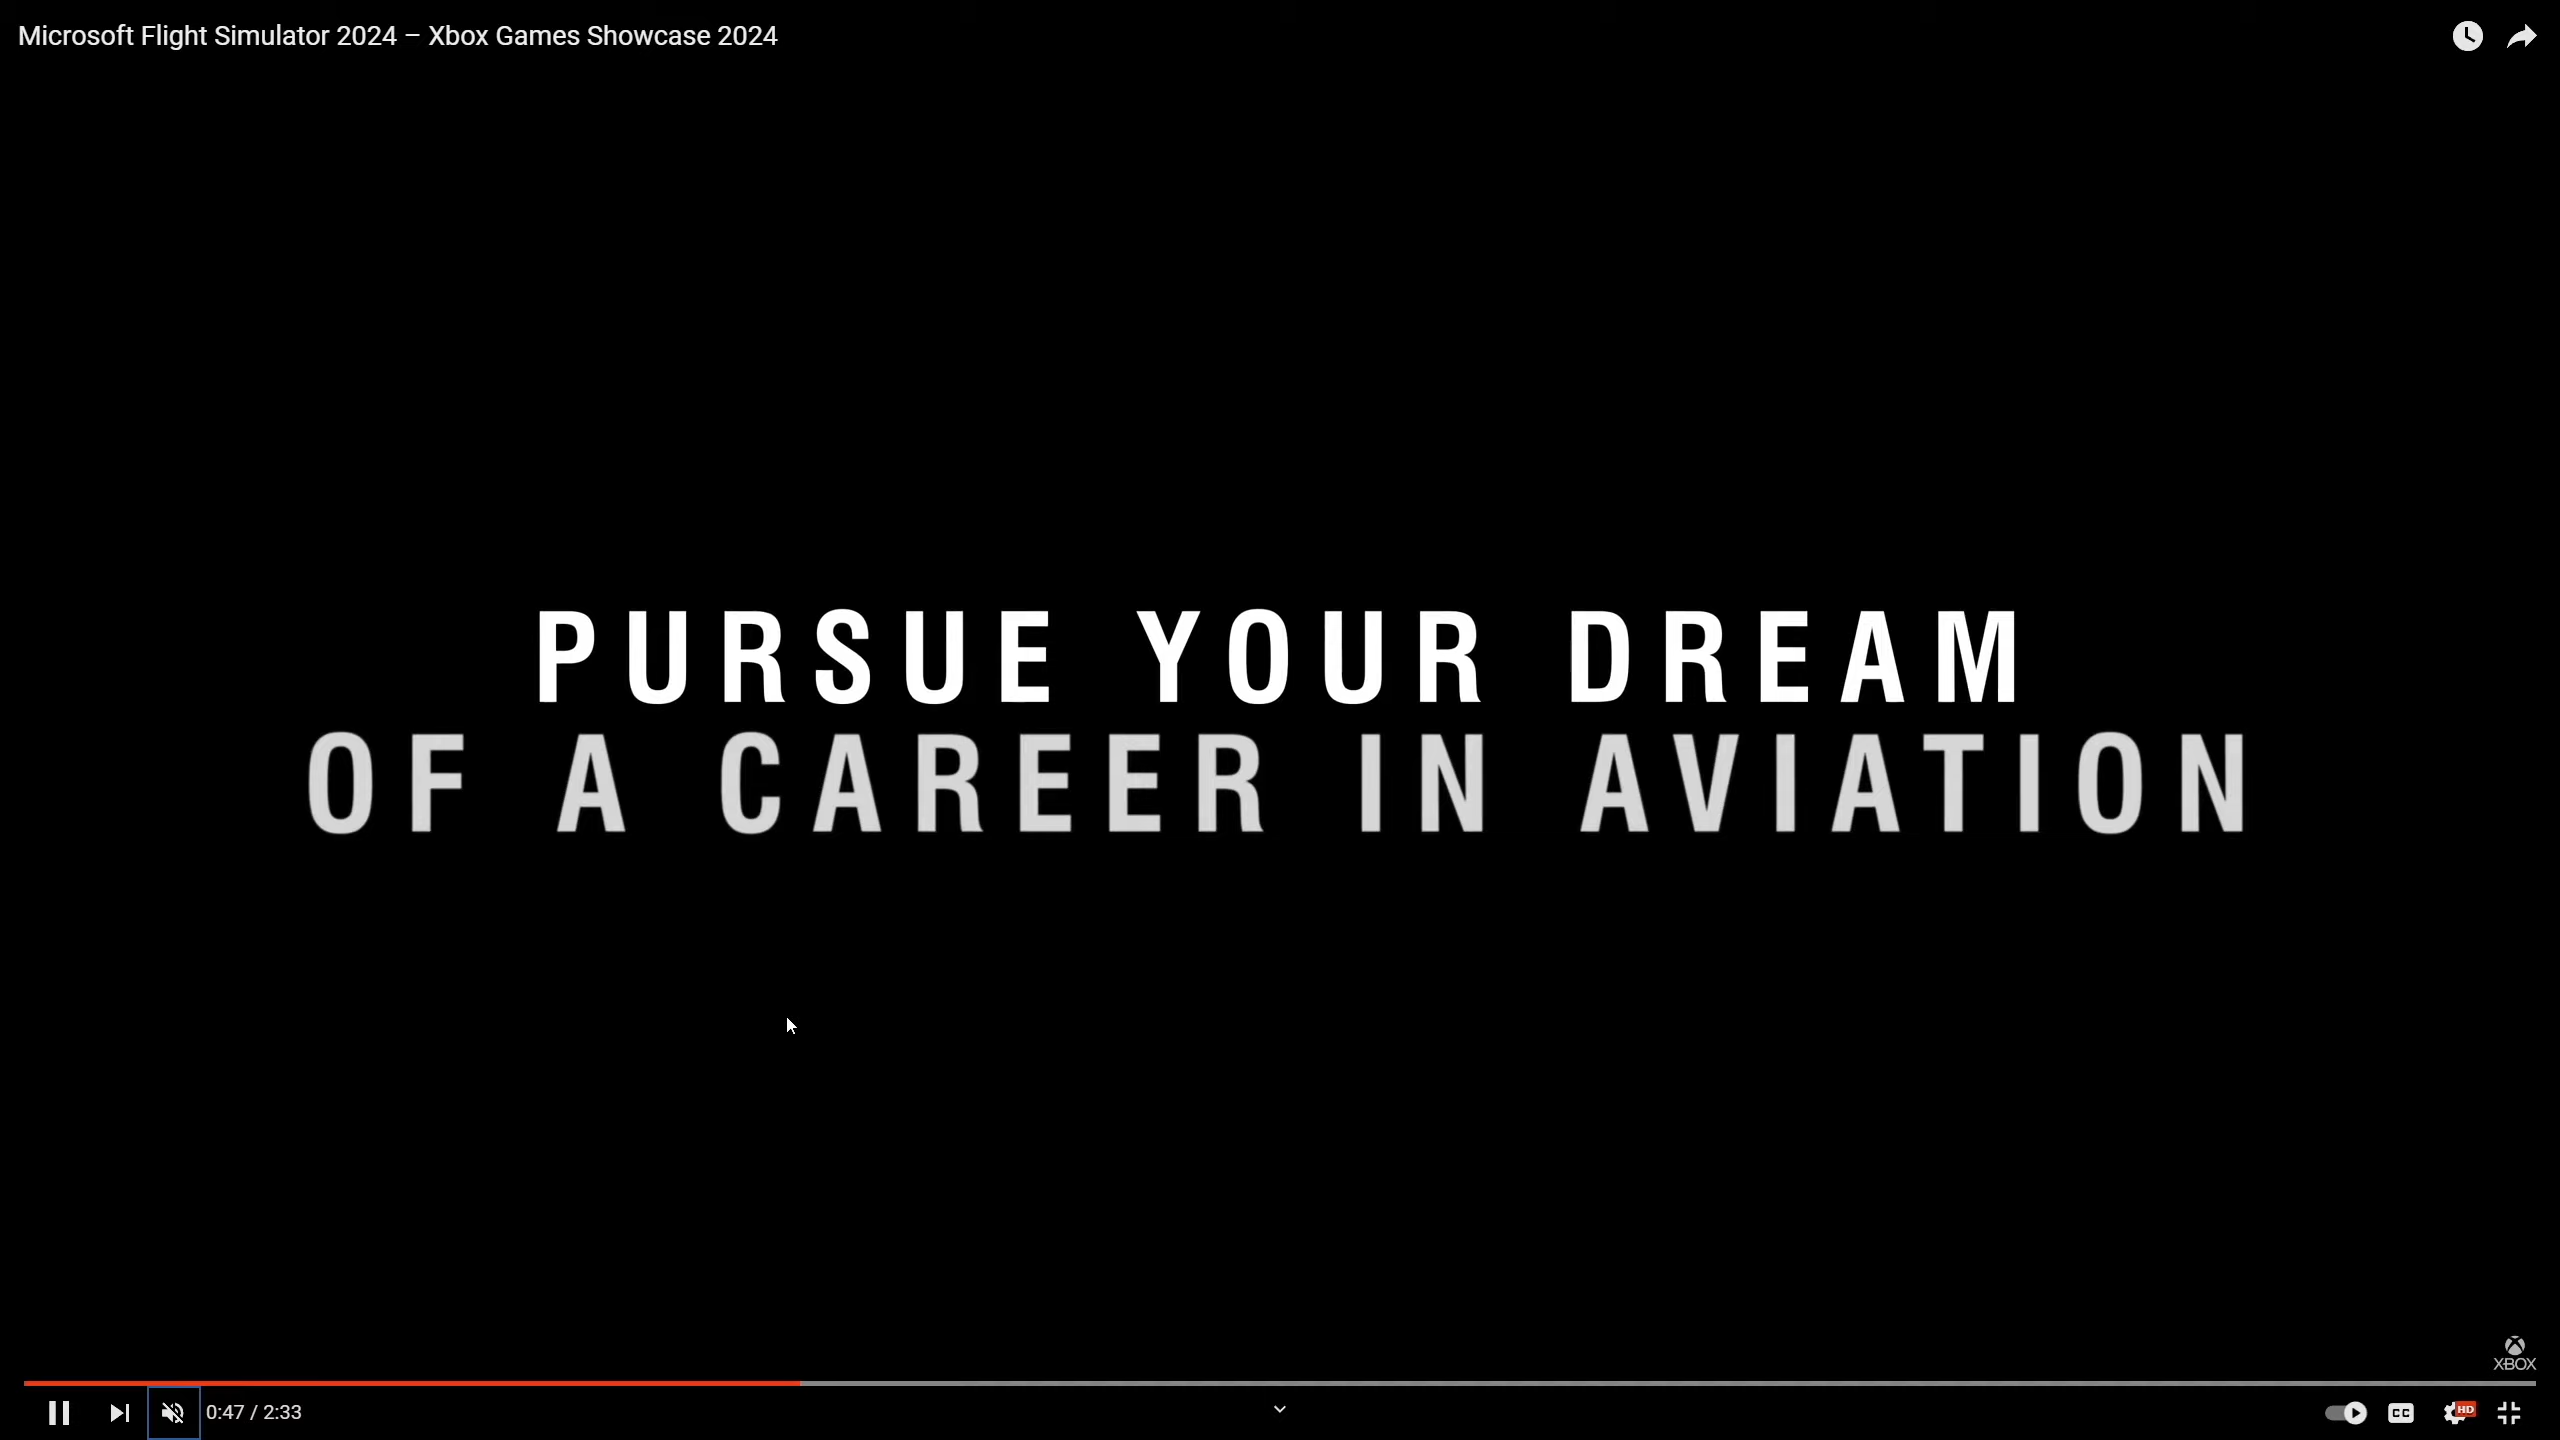 Microsoft Flight Simulator 2024 – Xbox Games Showcase 2024
PURSUE YOUR DREAM
OF A CAREER IN AVIATION
XBOX
0:47 / 2:33
CC
HD